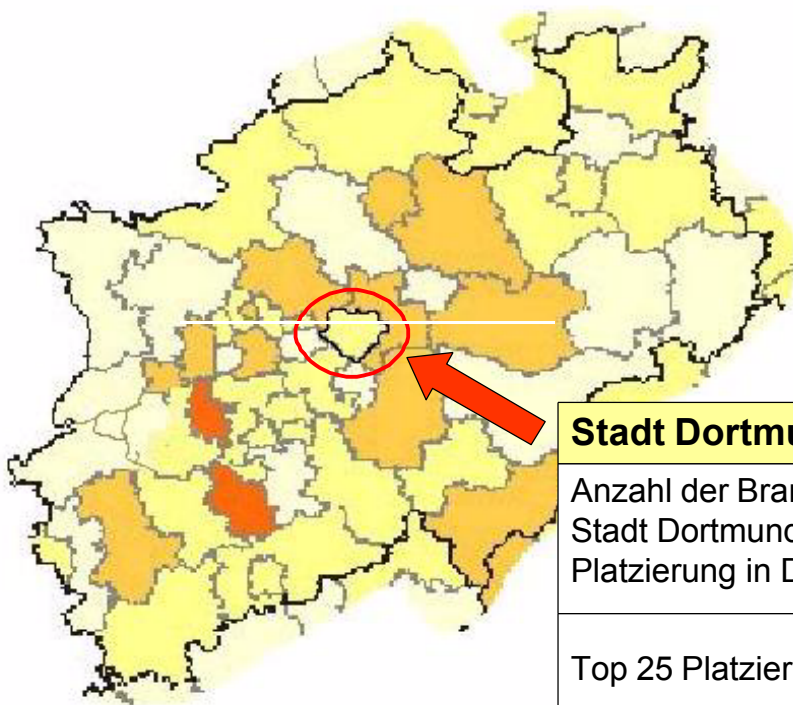 Stadt Dortmu
Anzahl der Bra
Stadt Dortmund
Platzierung in D
Top 25 Platzier